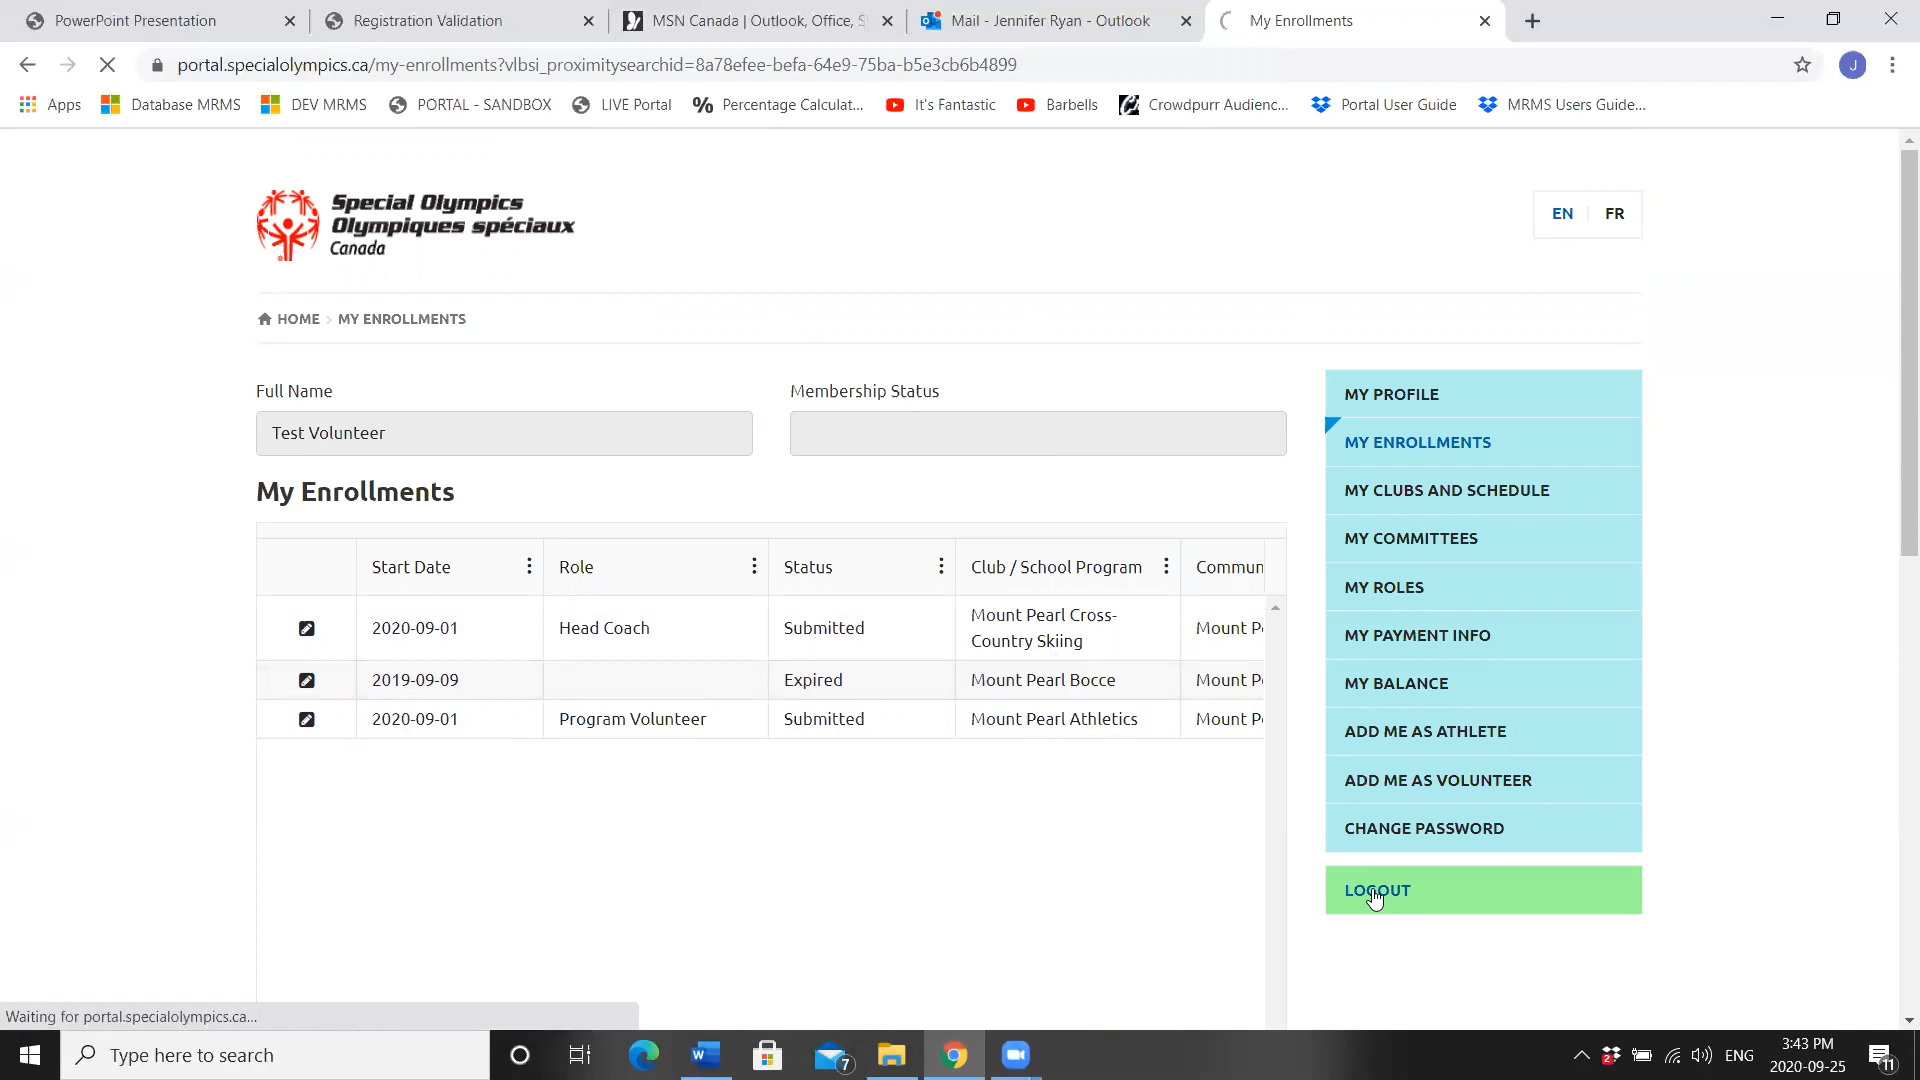 PowerPoint Presentation
Registration Validation
MSN Canada | Outlook, Office, S
Mail - Jennifer Ryan - Outlook
My Enrollments
portal.specialolympics.ca/my-enrollments?vlbsi_proximitysearchid=8a78efee-befa-64e9-75ba-b5e3cb6b4899
J
Apps
Database MRMS
DEV MRMS
PORTAL - SANDBOX
LIVE Portal
Percentage Calculat...
It's Fantastic
Barbells
Crowdpurr Audienc...
Portal User Guide
MRMS Users Guide...
Special Olympics
Olympiques spéciaux
Canada
EN FR
HOME > MY ENROLLMENTS
Full Name
Membership Status
Test Volunteer
My Enrollments
Start Date Role Status Club / School Program Commun
2020-09-01 Head Coach Submitted Mount Pearl Cross-Country Skiing Mount P
2019-09-09 Expired Mount Pearl Bocce Mount P
2020-09-01 Program Volunteer Submitted Mount Pearl Athletics Mount P
MY PROFILE
MY ENROLLMENTS
MY CLUBS AND SCHEDULE
MY COMMITTEES
MY ROLES
MY PAYMENT INFO
MY BALANCE
ADD ME AS ATHLETE
ADD ME AS VOLUNTEER
CHANGE PASSWORD
LOGOUT
Waiting for portal.specialolympics.ca...
Type here to search
7
2
ENG
3:43 PM
2020-09-25
11